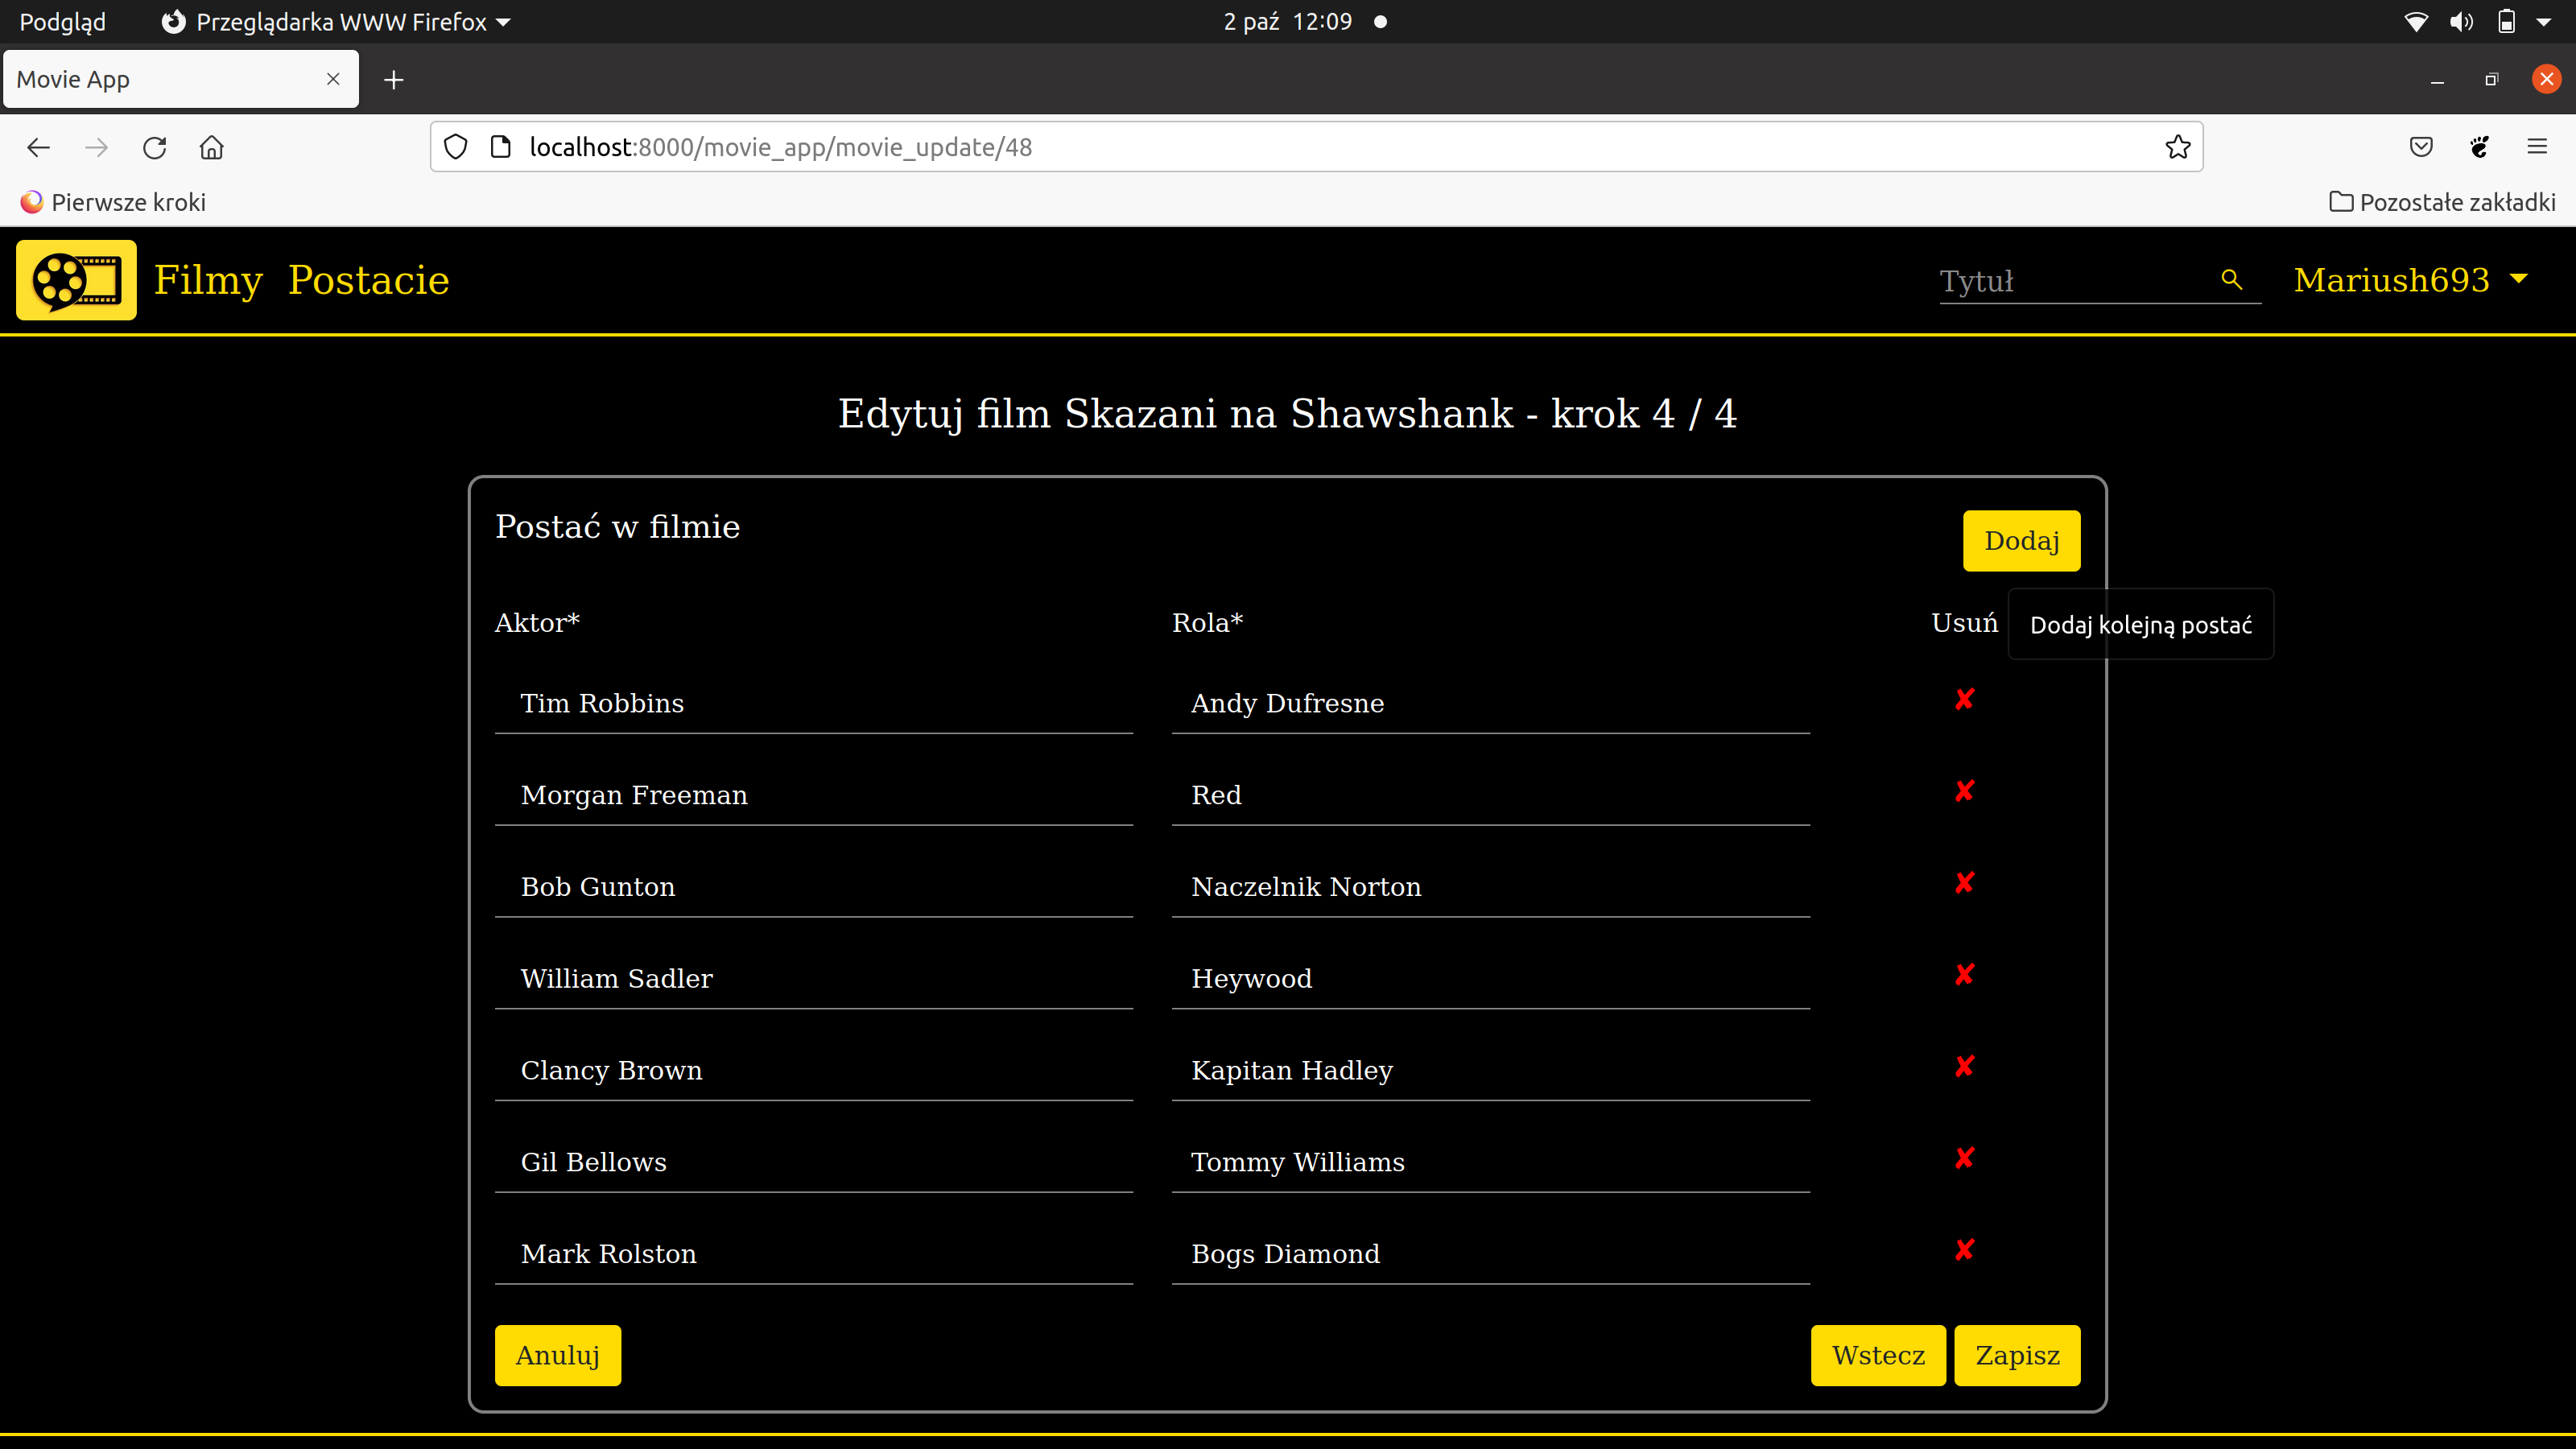 Podgląd Przeglądarka WWW Firefox 2 paź 12:09
Movie App
localhost:8000/movie_app/movie_update/48
Pierwsze kroki Pozostałe zakładki
Filmy Postacie Tytuł Mariush693
Edytuj film Skazani na Shawshank - krok 4 / 4
Postać w filmie
Dodaj
Aktor* Rola* Usuń Dodaj kolejną postać
Tim Robbins Andy Dufresne ✘
Morgan Freeman Red ✘
Bob Gunton Naczelnik Norton ✘
William Sadler Heywood ✘
Clancy Brown Kapitan Hadley ✘
Gil Bellows Tommy Williams ✘
Mark Rolston Bogs Diamond ✘
Anuluj Wstecz Zapisz